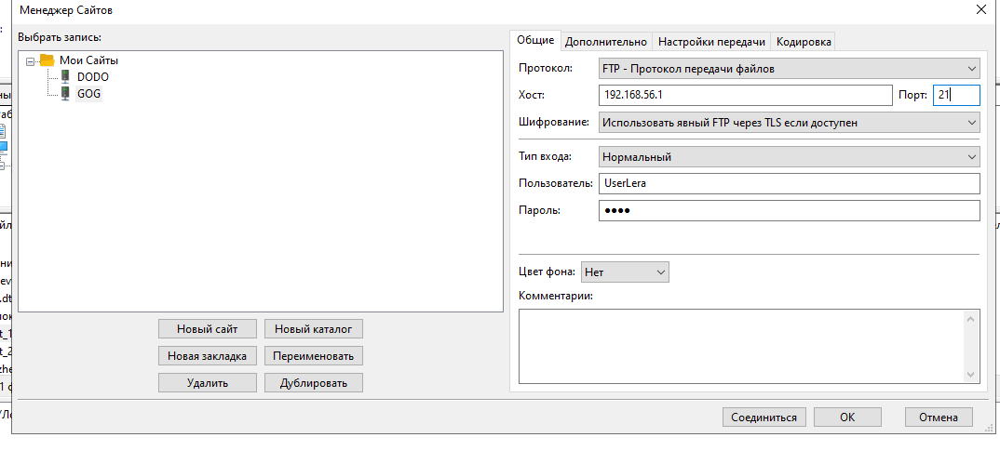 Менеджер Сайтов
Выбрать запись:
Мои Сайты
DODO
GOG
Новый сайт Новый каталог
Новая закладка Переименовать
Удалить Дублировать
Общие Дополнительно Настройки передачи Кодировка
Протокол: FTP - Протокол передачи файлов
Хост: 192.168.56.1 Порт: 21
Шифрование: Использовать явный FTP через TLS если доступен
Тип входа: Нормальный
Пользователь: UserLera
Пароль: ●●●●
Цвет фона: Нет
Комментарии:
Соединиться OK Отмена